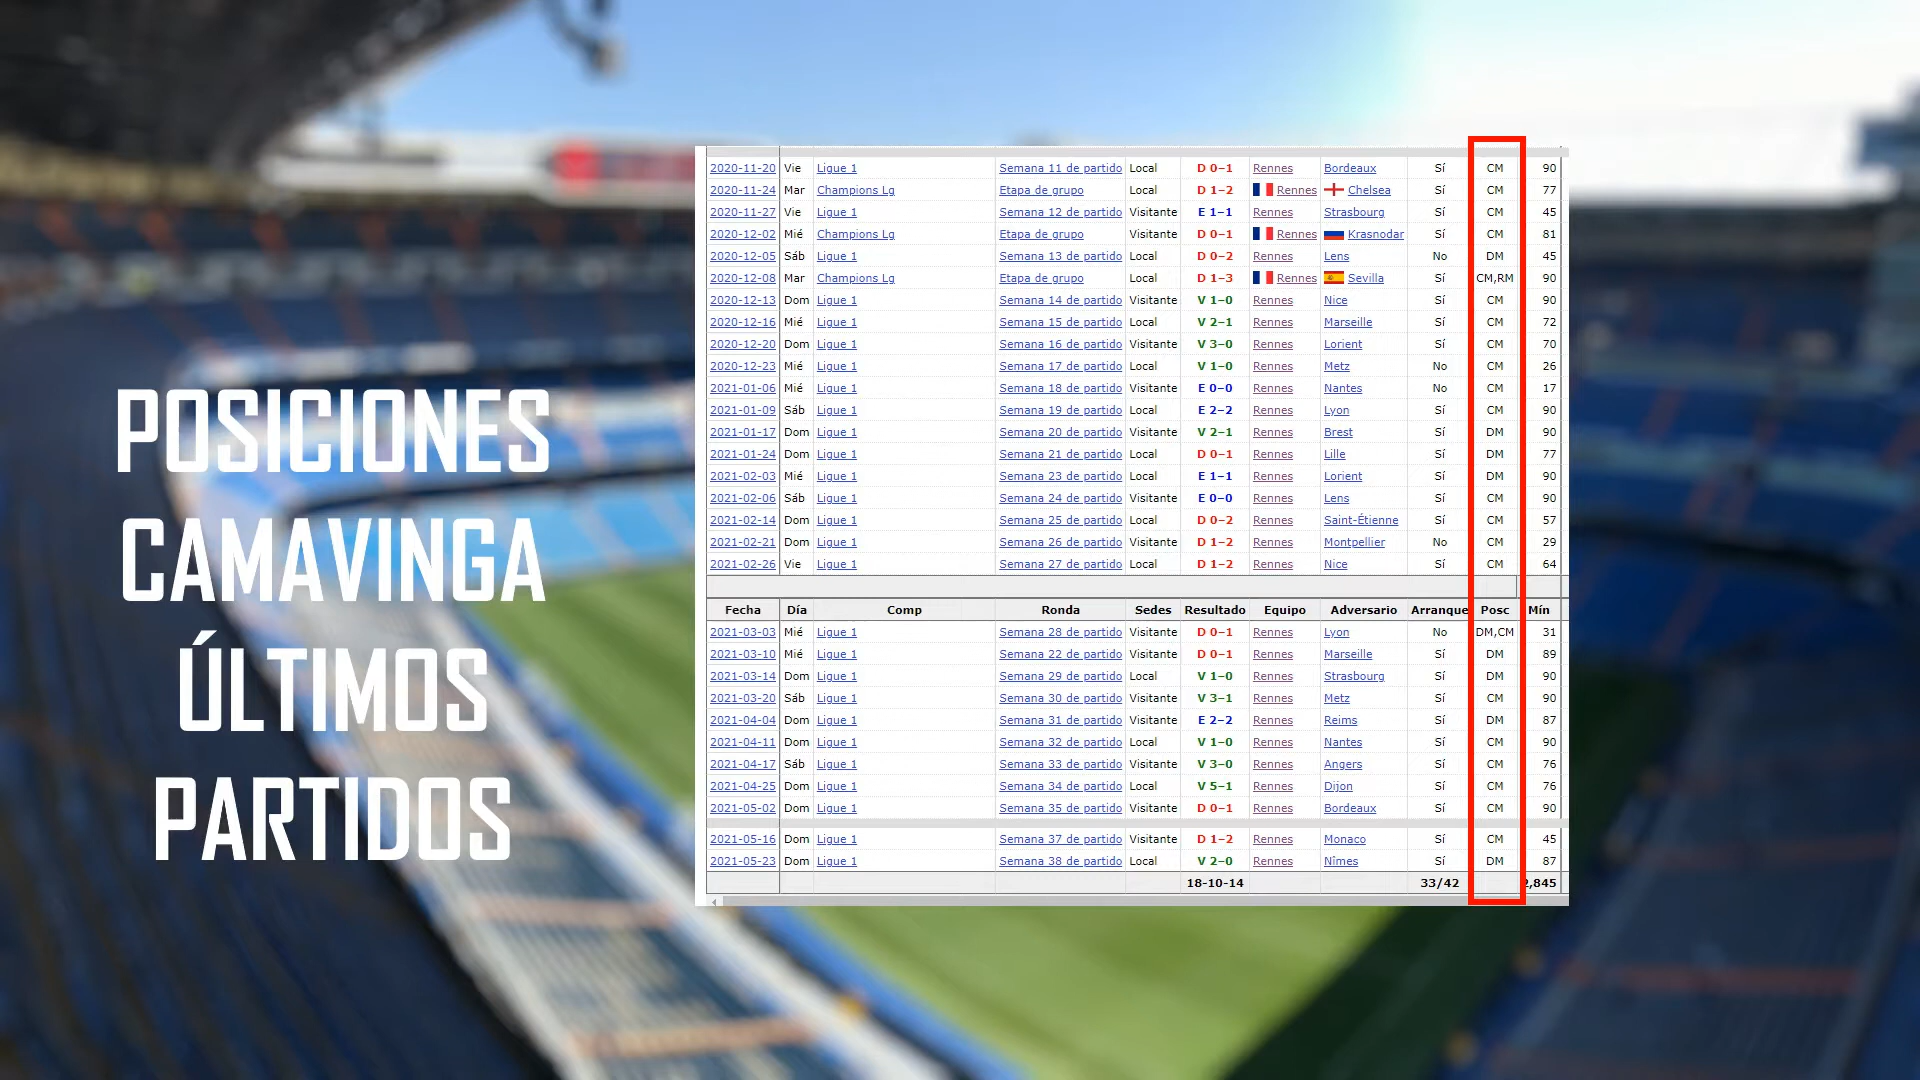 POSICIONES
CAMAVINGA
ÚLTIMOS
PARTIDOS
2020-11-20 Vie Ligue 1 Semana 11 de partido Local D 0–1 Rennes Bordeaux Sí CM 90
2020-11-24 Mar Champions Lg Etapa de grupo Local D 1–2 Rennes Chelsea Sí CM 77
2020-11-27 Vie Ligue 1 Semana 12 de partido Visitante E 1–1 Rennes Strasbourg Sí CM 45
2020-12-02 Mié Champions Lg Etapa de grupo Visitante D 0–1 Rennes Krasnodar Sí CM 81
2020-12-05 Sáb Ligue 1 Semana 13 de partido Local D 0–2 Rennes Lens No DM 45
2020-12-08 Mar Champions Lg Etapa de grupo Local D 1–3 Rennes Sevilla Sí CM,RM 90
2020-12-13 Dom Ligue 1 Semana 14 de partido Visitante V 1–0 Rennes Nice Sí CM 90
2020-12-16 Mié Ligue 1 Semana 15 de partido Local V 2–1 Rennes Marseille Sí CM 72
2020-12-20 Dom Ligue 1 Semana 16 de partido Visitante V 3–0 Rennes Lorient Sí CM 70
2020-12-23 Mié Ligue 1 Semana 17 de partido Local V 1–0 Rennes Metz No CM 26
2021-01-06 Mié Ligue 1 Semana 18 de partido Visitante E 0–0 Rennes Nantes No CM 17
2021-01-09 Sáb Ligue 1 Semana 19 de partido Local E 2–2 Rennes Lyon Sí CM 90
2021-01-17 Dom Ligue 1 Semana 20 de partido Visitante V 2–1 Rennes Brest Sí DM 90
2021-01-24 Dom Ligue 1 Semana 21 de partido Local D 0–1 Rennes Lille Sí DM 77
2021-02-03 Mié Ligue 1 Semana 23 de partido Local E 1–1 Rennes Lorient Sí DM 90
2021-02-06 Sáb Ligue 1 Semana 24 de partido Visitante E 0–0 Rennes Lens Sí CM 90
2021-02-14 Dom Ligue 1 Semana 25 de partido Local D 0–2 Rennes Saint-Étienne Sí CM 57
2021-02-21 Dom Ligue 1 Semana 26 de partido Visitante D 1–2 Rennes Montpellier No CM 29
2021-02-26 Vie Ligue 1 Semana 27 de partido Local D 1–2 Rennes Nice Sí CM 64
Fecha Día Comp Ronda Sedes Resultado Equipo Adversario Arranque Posc Mín
2021-03-03 Mié Ligue 1 Semana 28 de partido Visitante D 0–1 Rennes Lyon No DM,CM 31
2021-03-10 Mié Ligue 1 Semana 22 de partido Visitante D 0–1 Rennes Marseille Sí DM 89
2021-03-14 Dom Ligue 1 Semana 29 de partido Local V 1–0 Rennes Strasbourg Sí DM 90
2021-03-20 Sáb Ligue 1 Semana 30 de partido Visitante V 3–1 Rennes Metz Sí CM 90
2021-04-04 Dom Ligue 1 Semana 31 de partido Visitante E 2–2 Rennes Reims Sí DM 87
2021-04-11 Dom Ligue 1 Semana 32 de partido Local V 1–0 Rennes Nantes Sí CM 90
2021-04-17 Sáb Ligue 1 Semana 33 de partido Visitante V 3–0 Rennes Angers Sí CM 76
2021-04-25 Dom Ligue 1 Semana 34 de partido Local V 5–1 Rennes Dijon Sí CM 76
2021-05-02 Dom Ligue 1 Semana 35 de partido Visitante D 0–1 Rennes Bordeaux Sí CM 90
2021-05-16 Dom Ligue 1 Semana 37 de partido Visitante D 1–2 Rennes Monaco Sí CM 45
2021-05-23 Dom Ligue 1 Semana 38 de partido Local V 2–0 Rennes Nîmes Sí DM 87
18-10-14 33/42 2,845